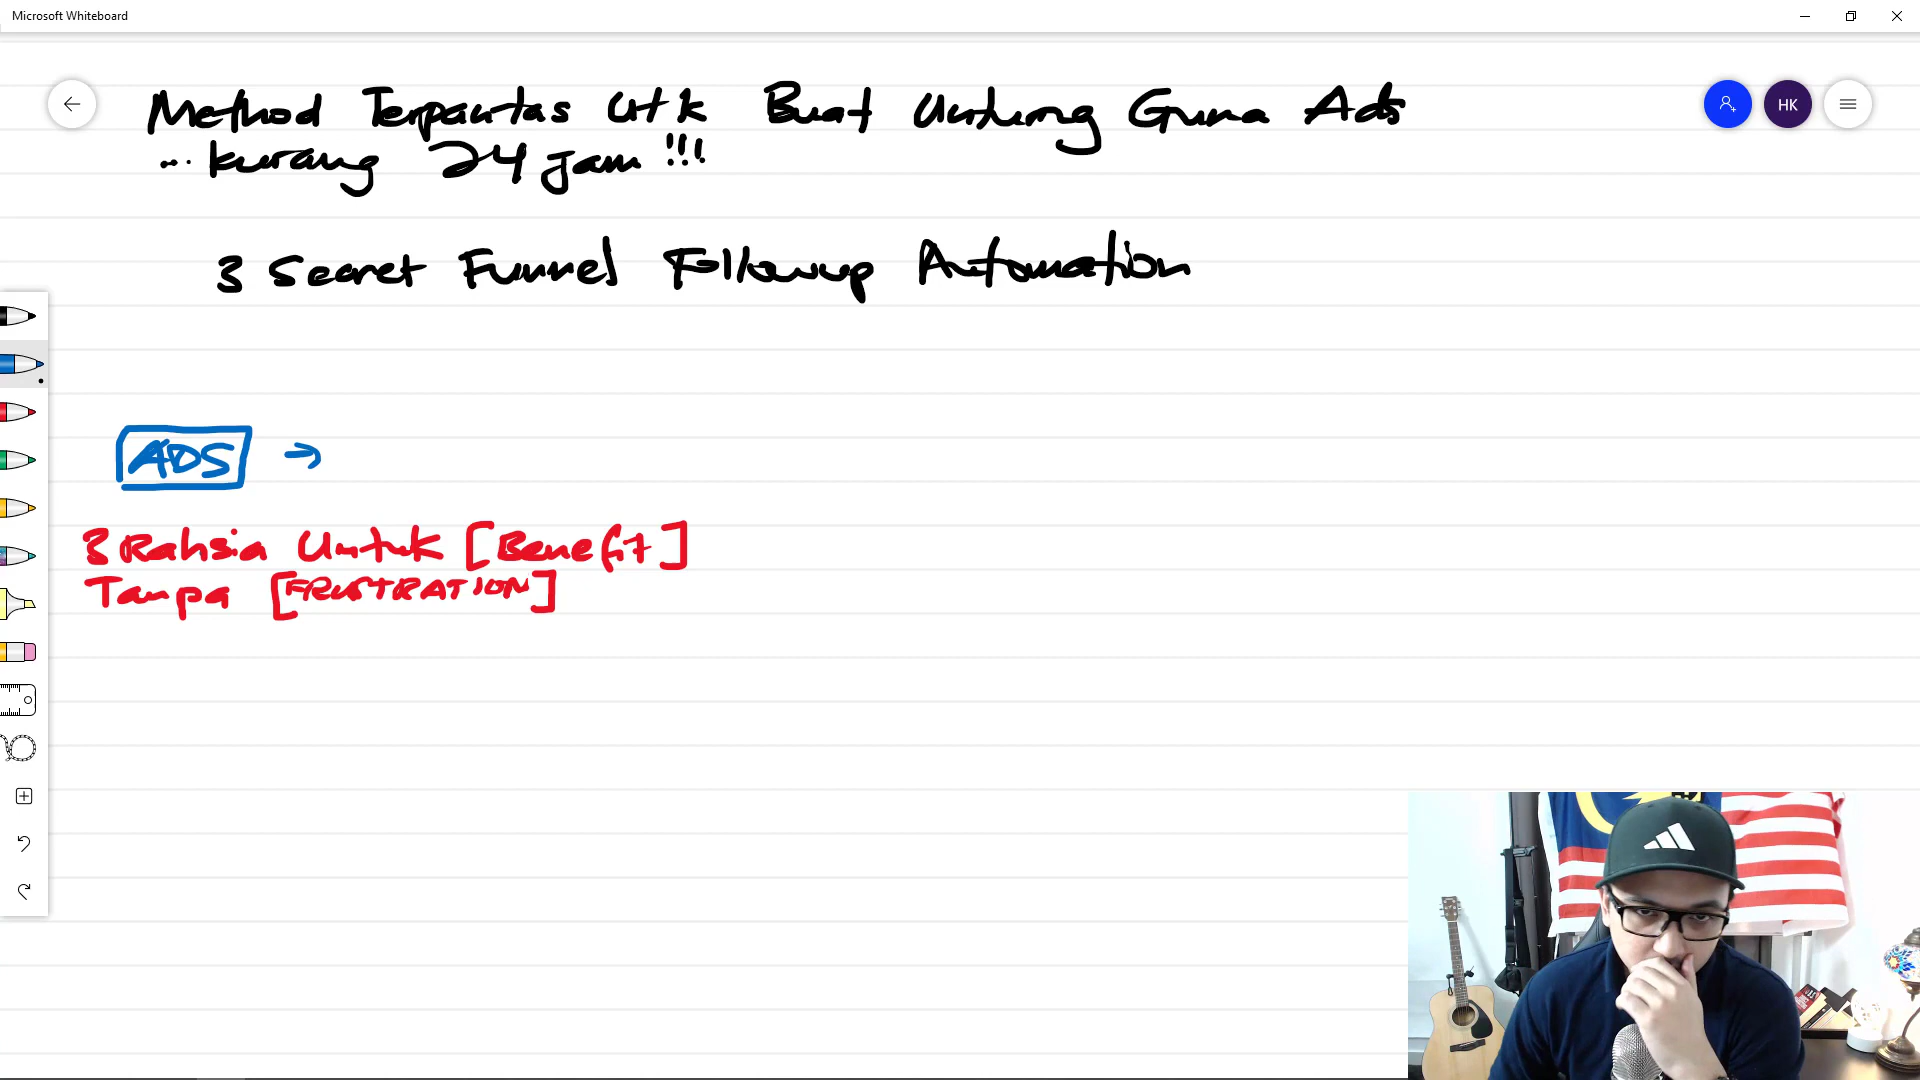 Microsoft Whiteboard
Method Terpantas Utk Buat Untung Guna Ads
... kurang 24 jam !!!
HK
3 Secret Funnel Followup Automation
ADS →
3 Rahsia Untuk [Benefit]
Tanpa [FRUSTRATION]